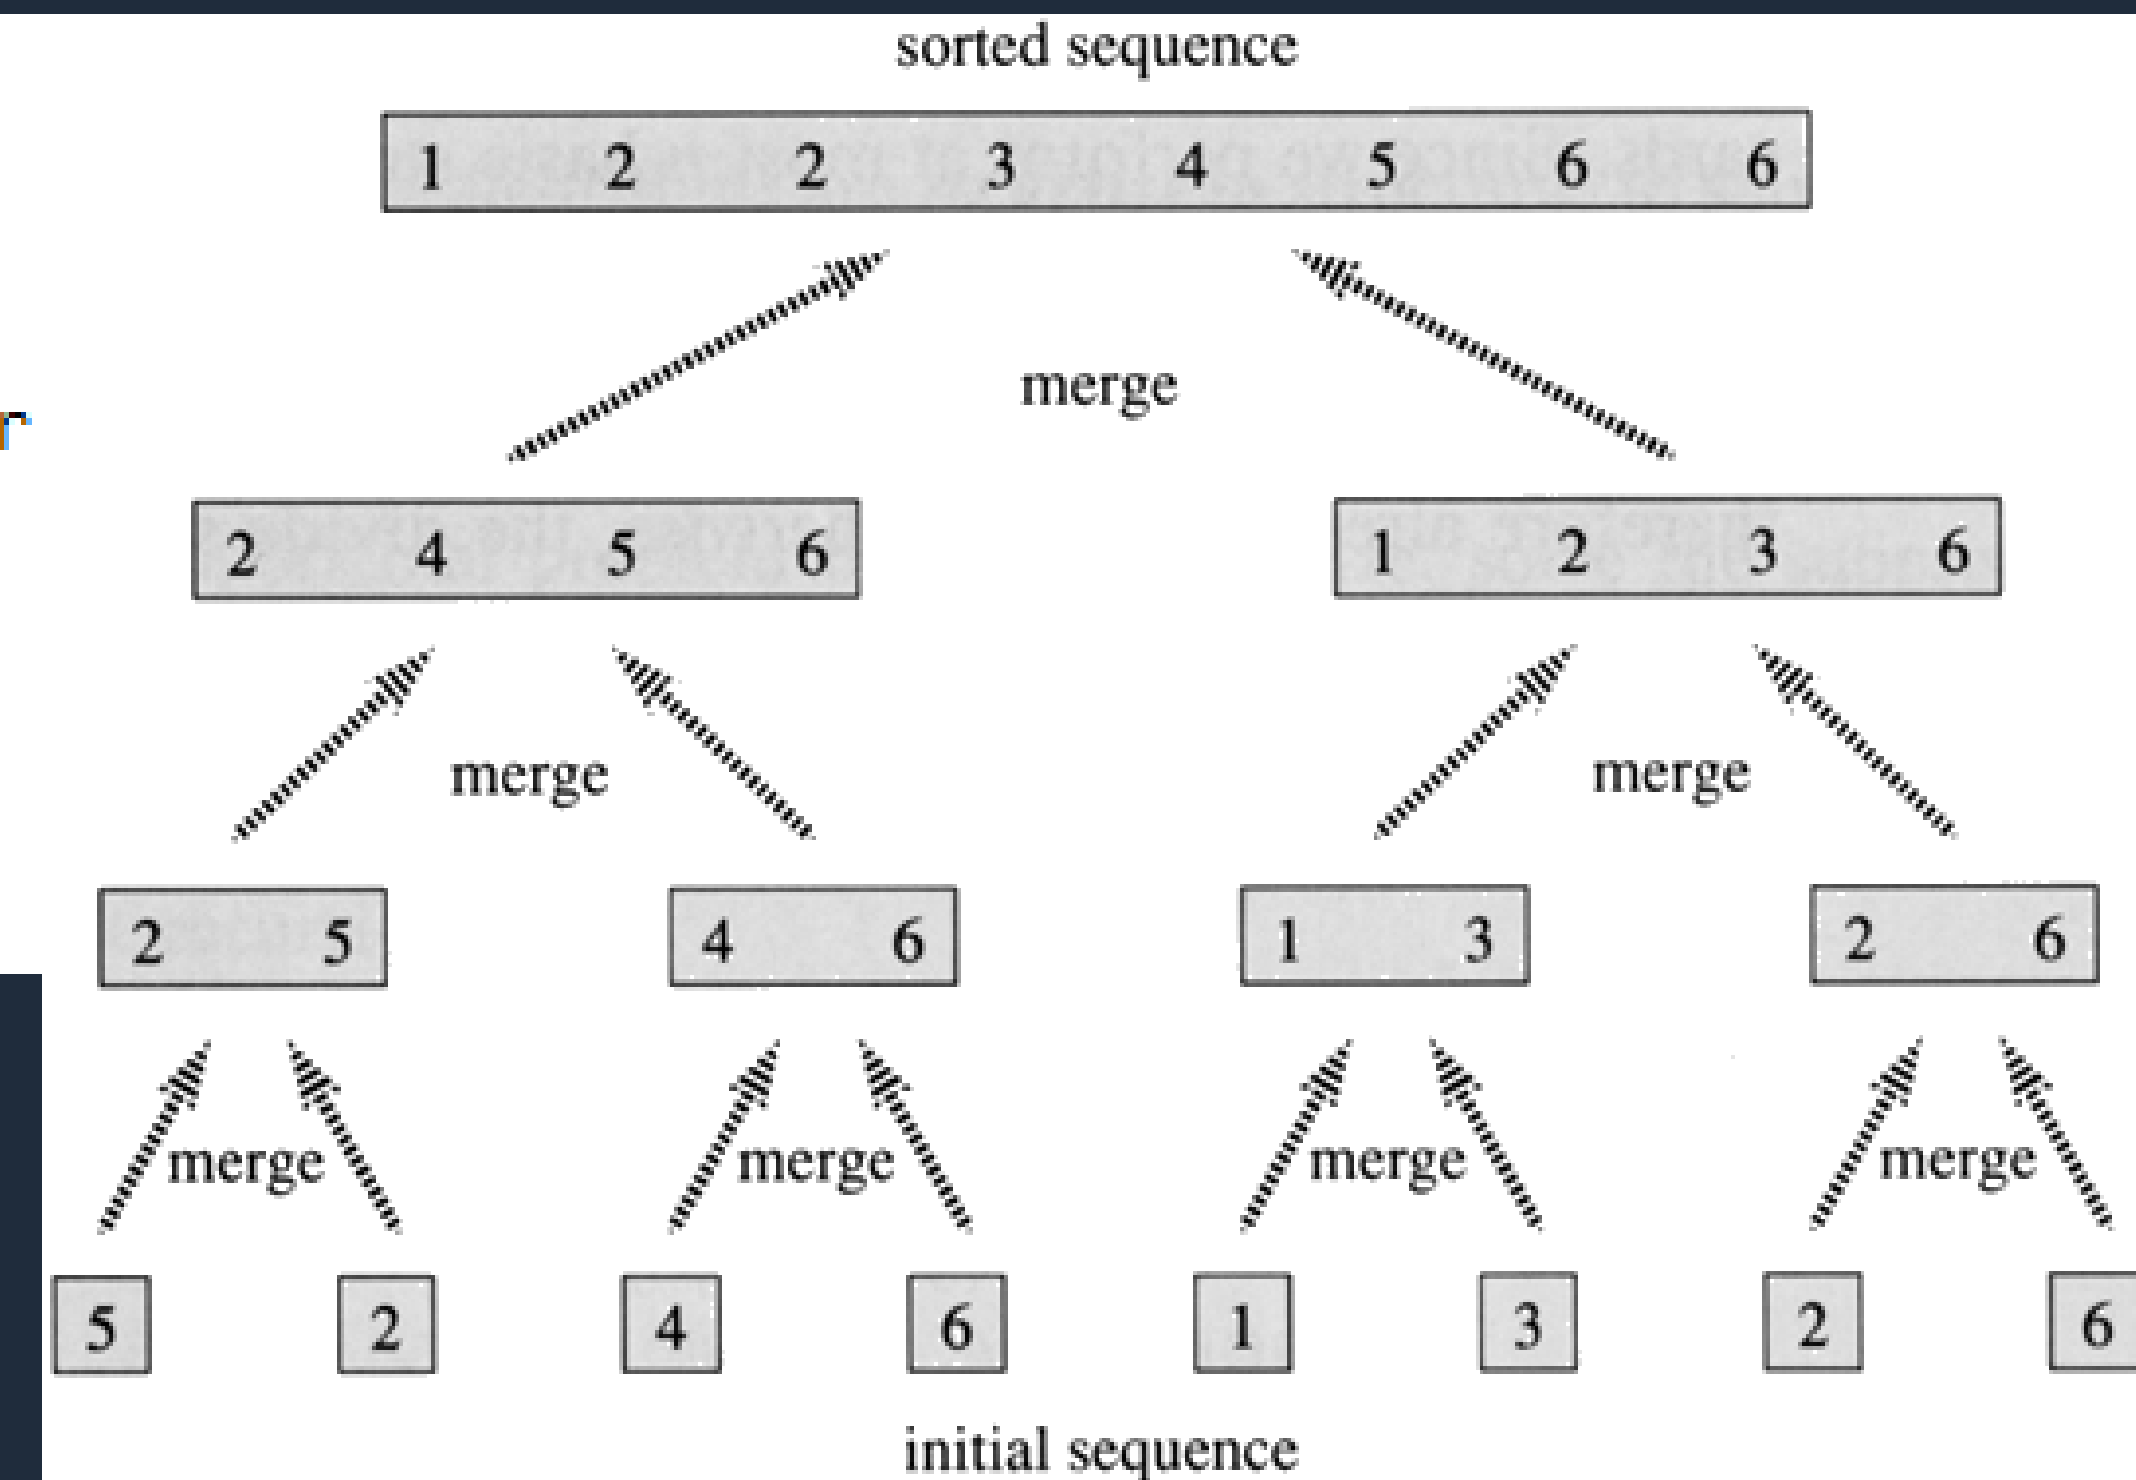 sorted sequence
1 2 2 3 4 5 6 6
merge
r
2 4 5 6 1 2 3 6
merge merge
2 5 4 6 1 3 2 6
merge merge merge merge
5 2 4 6 1 3 2 6
initial sequence